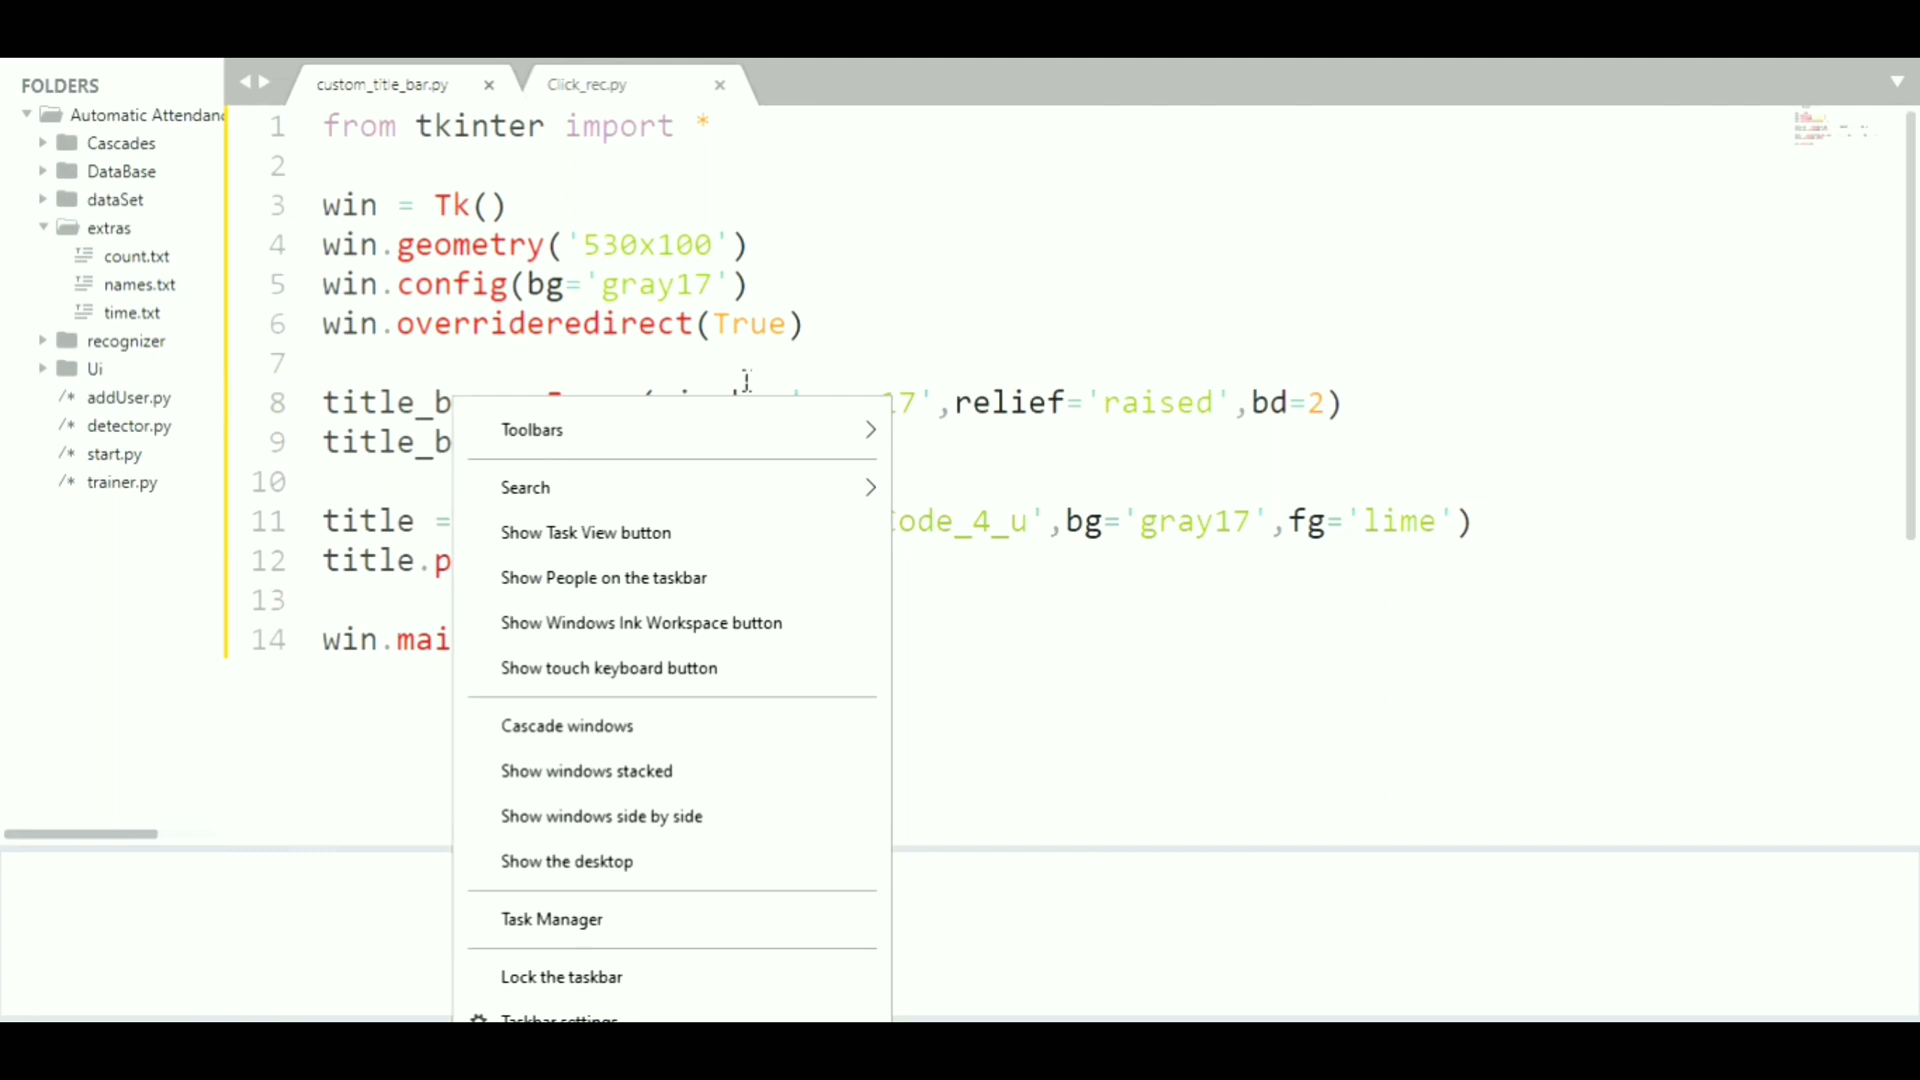 FOLDERS
Automatic Attendanc
Cascades
DataBase
dataSet
extras
count.txt
names.txt
time.txt
recognizer
Ui
/* addUser.py
/* detector.py
/* start.py
/* trainer.py
custom_title_bar.py × Click_rec.py ×
1 from tkinter import *
2
3 win = Tk()
4 win.geometry('530x100')
5 win.config(bg='gray17')
6 win.overrideredirect(True)
7
8 title_b 17',relief='raised',bd=2)
9 title_b
10
11 title = ode_4_u',bg='gray17',fg='lime')
12 title.p
13
14 win.mai
Toolbars
Search
Show Task View button
Show People on the taskbar
Show Windows Ink Workspace button
Show touch keyboard button
Cascade windows
Show windows stacked
Show windows side by side
Show the desktop
Task Manager
Lock the taskbar
Taskbar settings